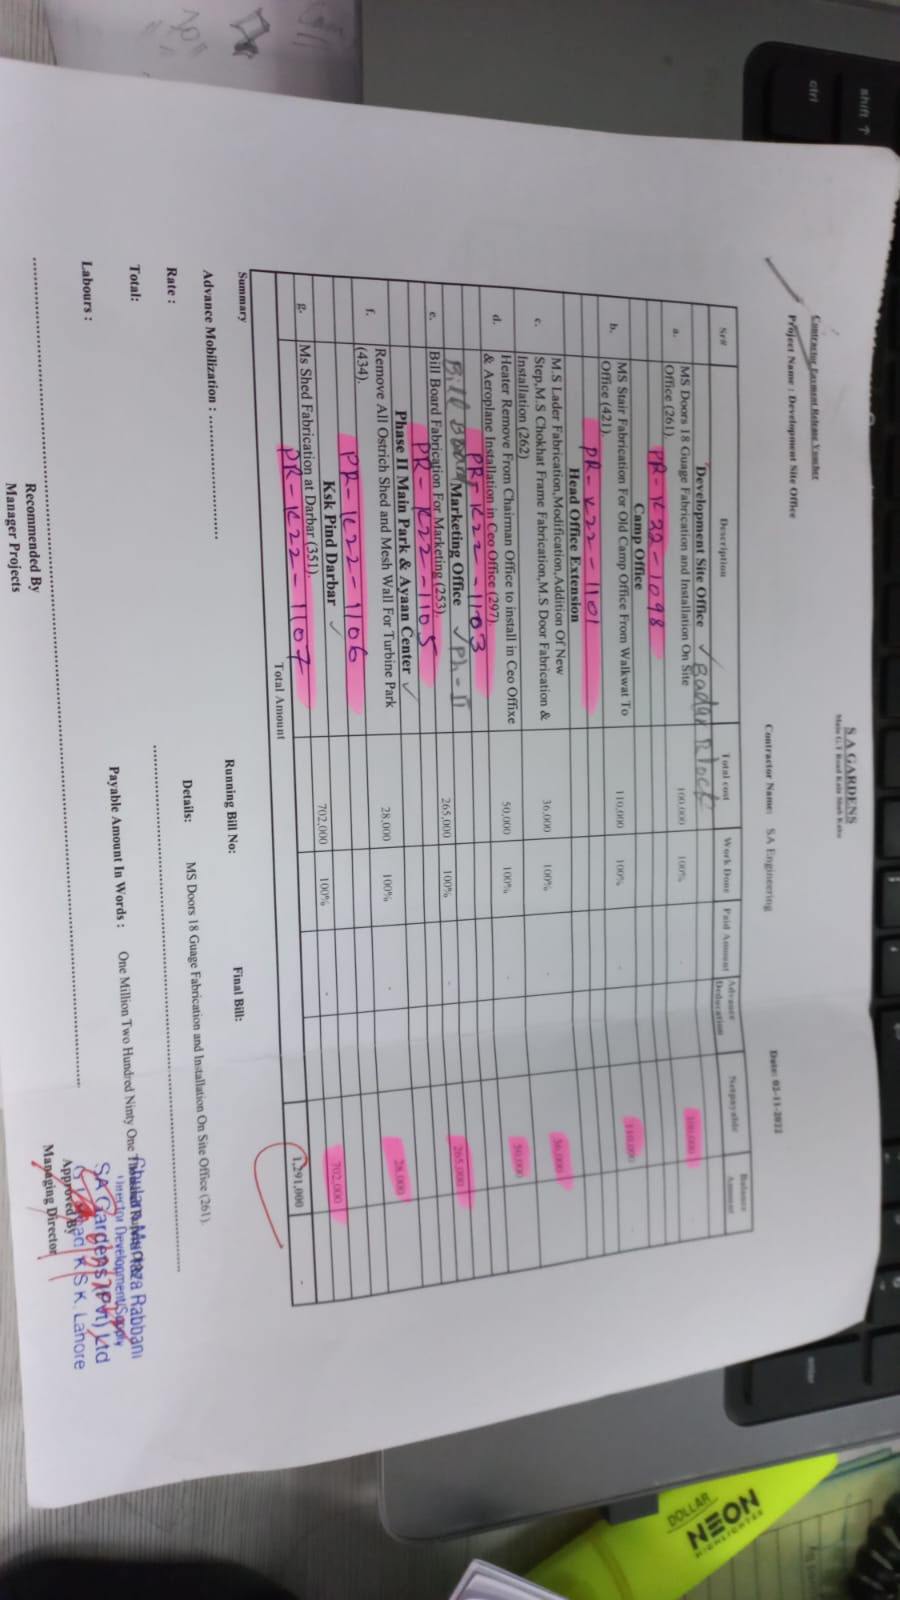 S A GARDENS
Main G.T Road Kala Shah Kaku
Contractor Payment Release Voucher
Project Name : Development Site Office
Contractor Name: SA Engineering
Date: 02-11-2022
Sr# Description Total cost Work Done Paid Amount Advance Deducation Netpayable Balance Amount
Development Site Office ✓ Bader Block
a. MS Doors 18 Guage Fabrication and Installation On Site Office (261). 100,000 100% - 100,000
PR-K22-1098
Camp Office
b. MS Stair Fabrication For Old Camp Office From Walkwat To Office (421). 110,000 100% - 110,000
PR-K22-1101
Head Office Extension
c. M.S Lader Fabrication,Modification,Addition Of New Step,M.S Chokhat Frame Fabrication,M.S Door Fabrication & Installation (262) 36,000 100% - 36,000
d. Heater Remove From Chairman Office to install in Ceo Offixe & Aeroplane Installation in Ceo Office (297). 50,000 100% - 50,000
PR-K22-1103
Bill Board Marketing Office ✓ Ph-II
e. Bill Board Fabrication For Marketing (253). 265,000 100% - 265,000
PR-K22-1105
Phase II Main Park & Ayaan Center ✓
f. Remove All Ostrich Shed and Mesh Wall For Turbine Park (434). 28,000 100% - 28,000
PR-K22-1106
Ksk Pind Darbar ✓
g. Ms Shed Fabrication at Darbar (351). 702,000 100% - 702,000
PR-K22-1107
Total Amount 1,291,000 -
Summary Running Bill No: Final Bill:
Advance Mobilization :
Rate : Details: MS Doors 18 Guage Fabrication and Installation On Site Office (261).
Total:
Payable Amount In Words : One Million Two Hundred Ninty One
Labours :
Ghulam Murtaza Rabbani
Director Development/Supply
SA Gardens (Pvt) Ltd
K S K. Lahore
Recommended By
Manager Projects
Approved By
Managing Director
shift ↑
ctrl
enter
DOLLAR
NEON
HIGHLIGHTER